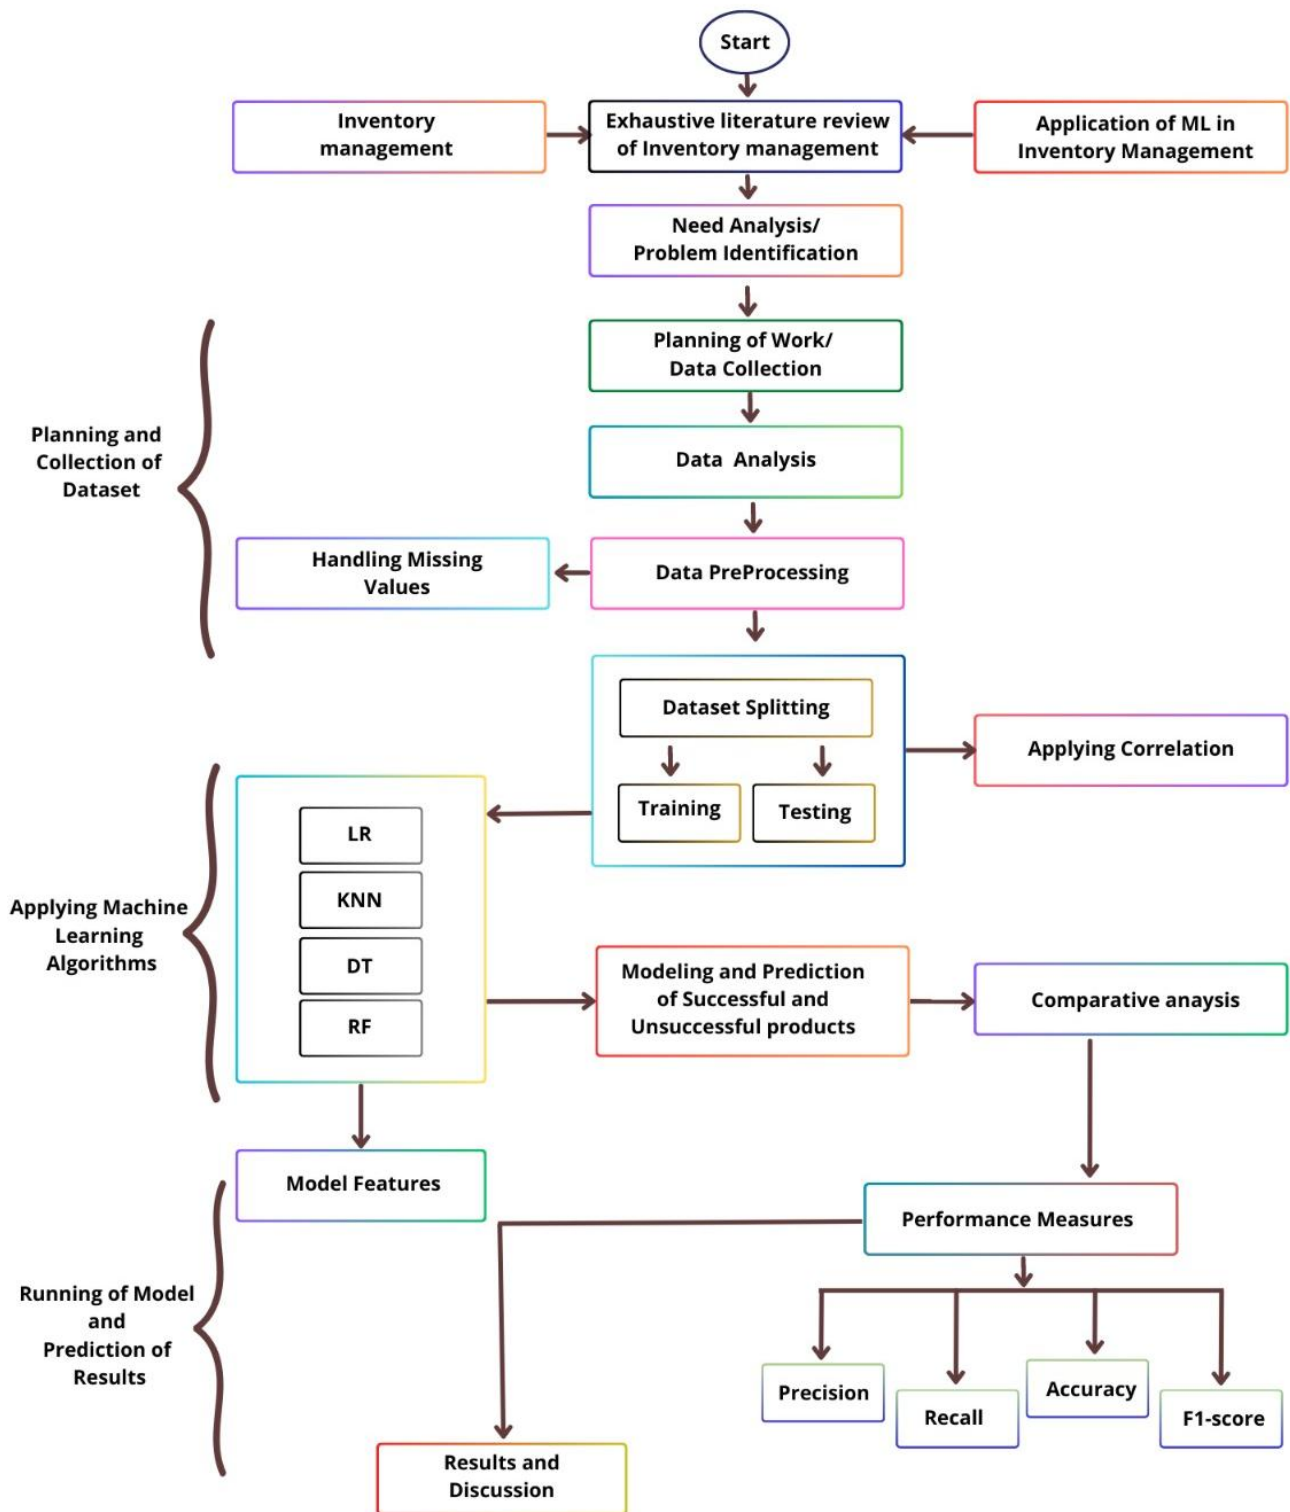 Start
Inventory
management
Exhaustive literature review
of Inventory management
Application of ML in
Inventory Management
Need Analysis/
Problem Identification
Planning of Work/
Data Collection
Planning and
Collection of
Dataset
Data Analysis
Handling Missing
Values
Data PreProcessing
Dataset Splitting
Training
Testing
Applying Correlation
Applying Machine
Learning
Algorithms
LR
KNN
DT
RF
Modeling and Prediction
of Successful and
Unsuccessful products
Comparative anaysis
Model Features
Performance Measures
Running of Model
and
Prediction of
Results
Precision
Recall
Accuracy
F1-score
Results and
Discussion